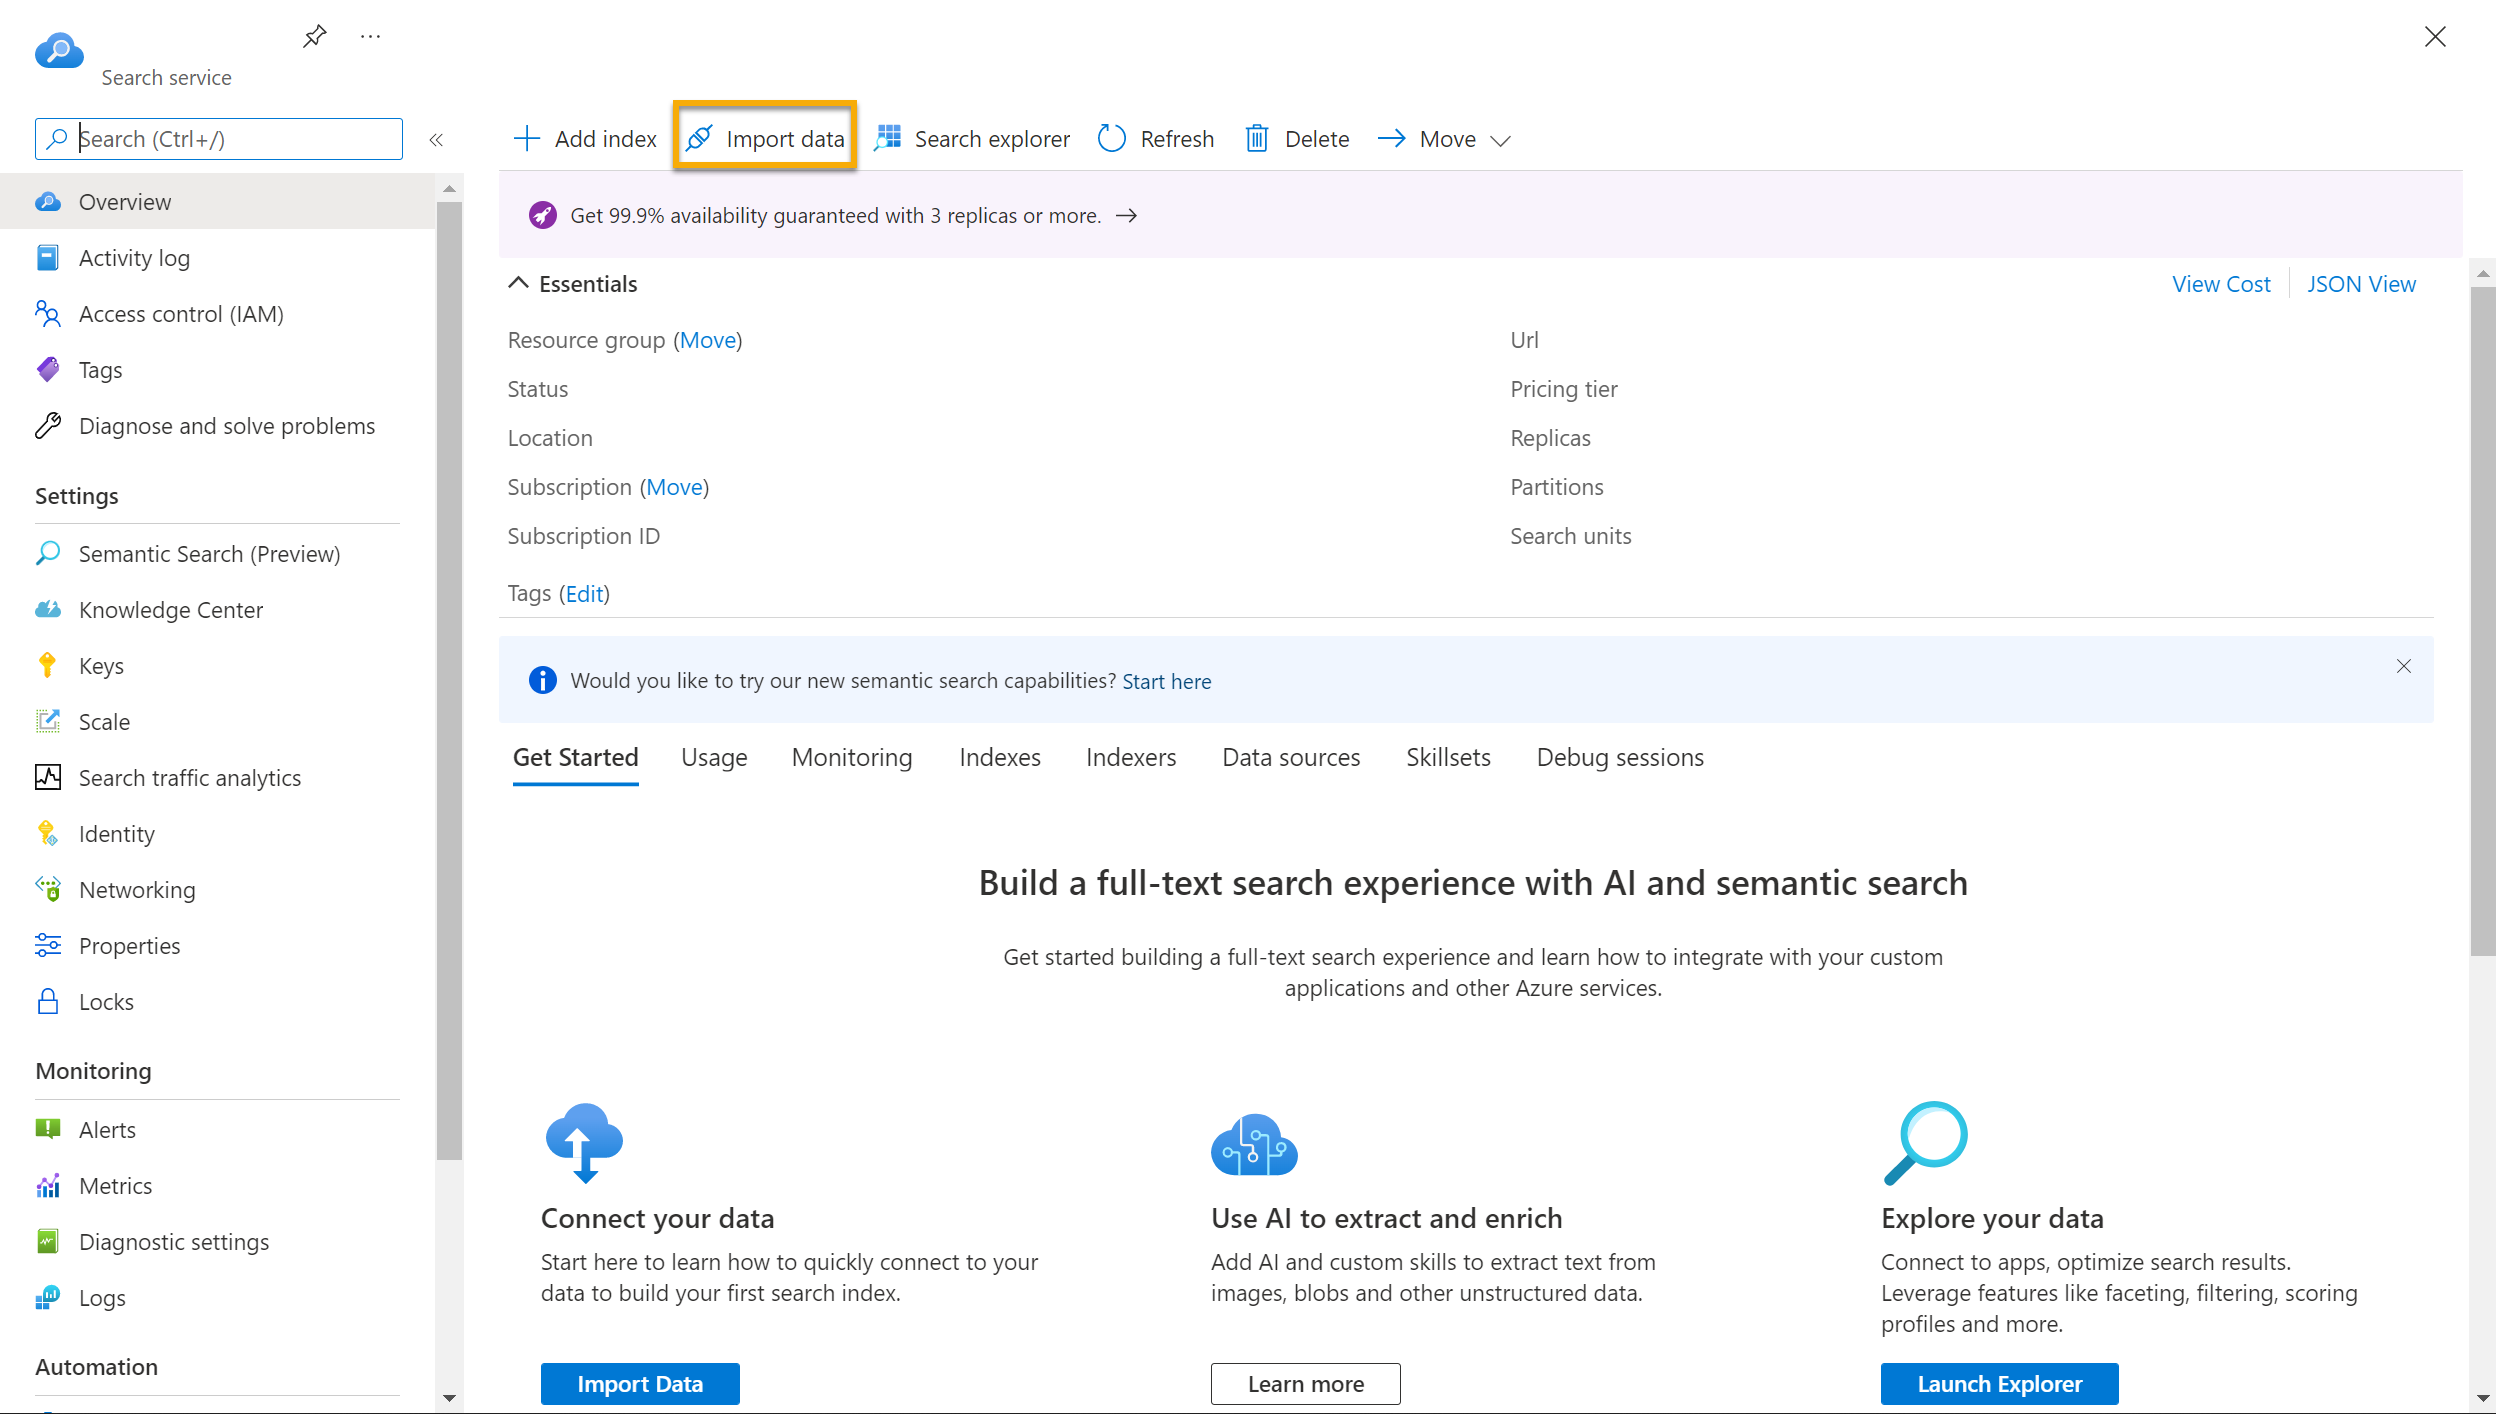 Search service
Search (Ctrl+/)
Overview
Activity log
Access control (IAM)
Tags
Diagnose and solve problems
Settings
Semantic Search (Preview)
Knowledge Center
Keys
Scale
Search traffic analytics
Identity
Networking
Properties
Locks
Monitoring
Alerts
Metrics
Diagnostic settings
Logs
Automation
Add index Import data Search explorer Refresh Delete Move
Get 99.9% availability guaranteed with 3 replicas or more.
Essentials
View Cost JSON View
Resource group (Move)
Status
Location
Subscription (Move)
Subscription ID
Tags (Edit)
Url
Pricing tier
Replicas
Partitions
Search units
Would you like to try our new semantic search capabilities? Start here
Get Started Usage Monitoring Indexes Indexers Data sources Skillsets Debug sessions
Build a full-text search experience with AI and semantic search
Get started building a full-text search experience and learn how to integrate with your custom
applications and other Azure services.
Connect your data
Start here to learn how to quickly connect to your
data to build your first search index.
Import Data
Use AI to extract and enrich
Add AI and custom skills to extract text from
images, blobs and other unstructured data.
Learn more
Explore your data
Connect to apps, optimize search results.
Leverage features like faceting, filtering, scoring
profiles and more.
Launch Explorer